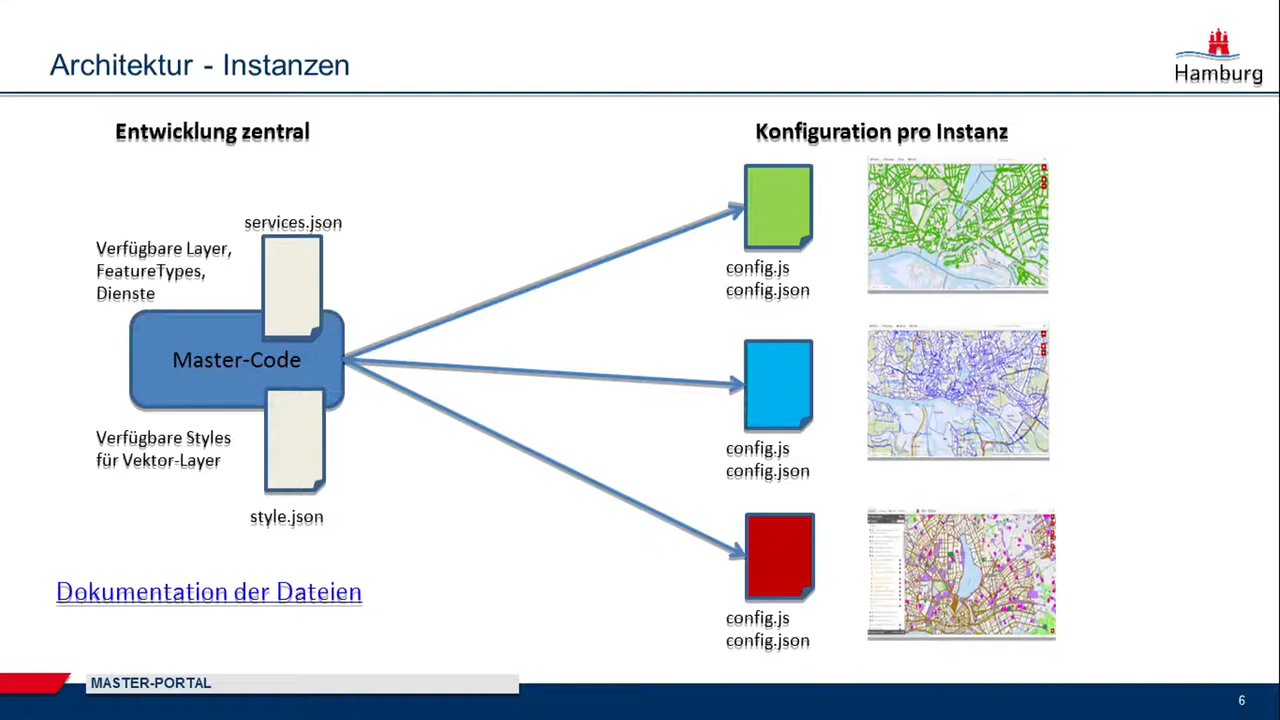 Architektur - Instanzen
Hamburg
Entwicklung zentral
Konfiguration pro Instanz
services.json
Verfügbare Layer,
FeatureTypes,
Dienste
Master-Code
Verfügbare Styles
für Vektor-Layer
style.json
config.js
config.json
config.js
config.json
config.js
config.json
Dokumentation der Dateien
MASTER-PORTAL
6